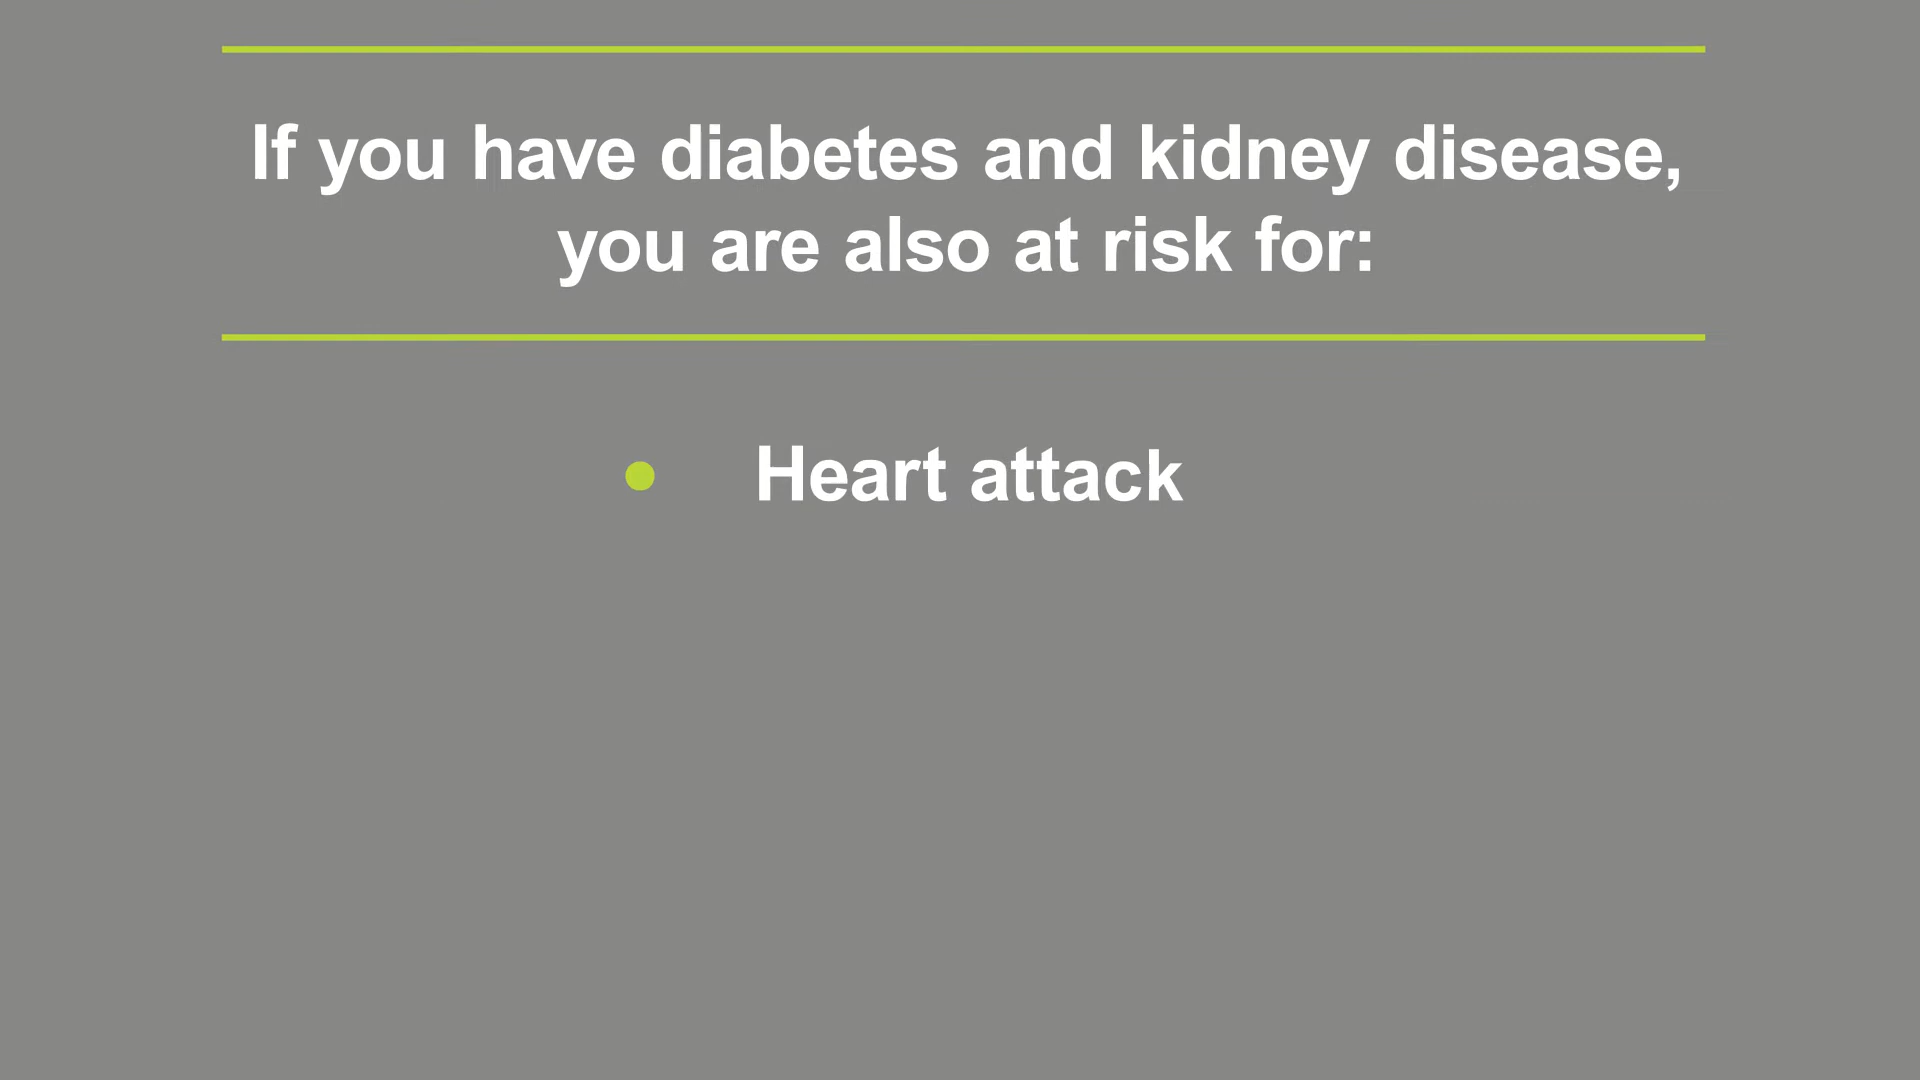 If you have diabetes and kidney disease,
you are also at risk for:
Heart attack